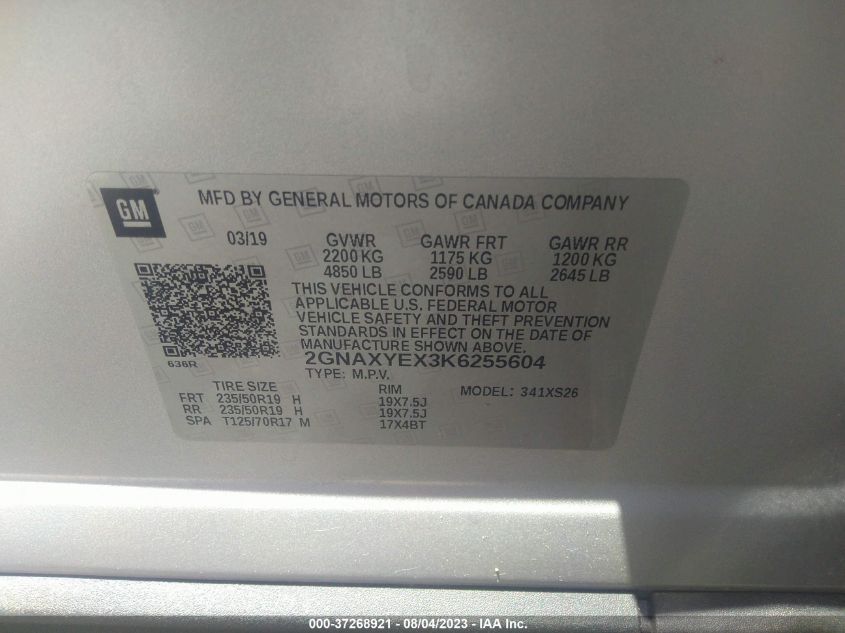 GM
MFD BY GENERAL MOTORS OF CANADA COMPANY
03/19 GVWR GAWR FRT GAWR RR
2200 KG 1175 KG 1200 KG
4850 LB 2590 LB 2645 LB
THIS VEHICLE CONFORMS TO ALL
APPLICABLE U.S. FEDERAL MOTOR
VEHICLE SAFETY AND THEFT PREVENTION
STANDARDS IN EFFECT ON THE DATE OF
MANUFACTURE SHOWN ABOVE.
636R 2GNAXYEX3K6255604
TYPE: M.P.V.
TIRE SIZE RIM MODEL: 341XS26
FRT 235/50R19 H 19X7.5J
RR 235/50R19 H 19X7.5J
SPA T125/70R17 M 17X4BT
000-37268921 - 08/04/2023 - IAA Inc.